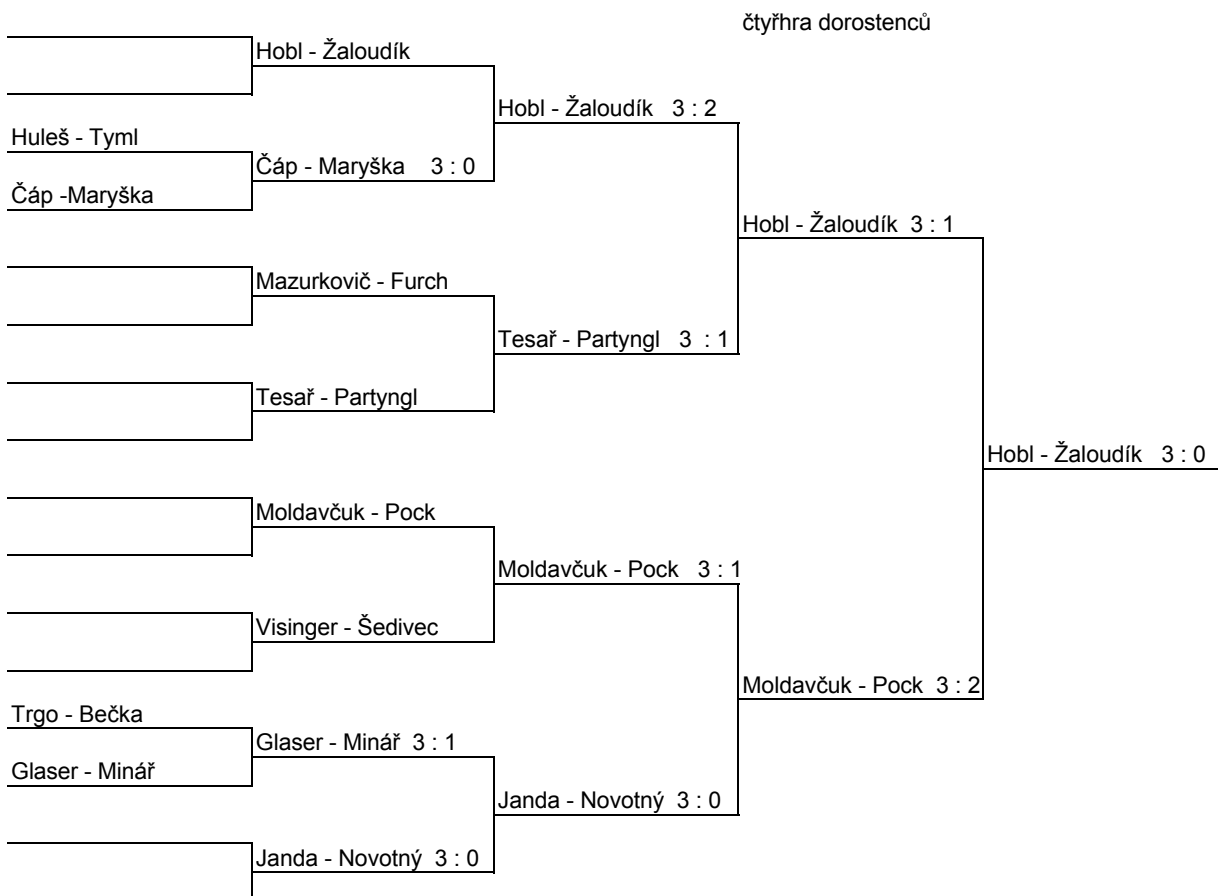 čtyřhra dorostenců
Hobl - Žaloudík
Hobl - Žaloudík 3 : 2
Huleš - Tyml
Čáp - Maryška 3 : 0
Čáp -Maryška
Hobl - Žaloudík 3 : 1
Mazurkovič - Furch
Tesař - Partyngl 3 : 1
Tesař - Partyngl
Hobl - Žaloudík 3 : 0
Moldavčuk - Pock
Moldavčuk - Pock 3 : 1
Visinger - Šedivec
Moldavčuk - Pock 3 : 2
Trgo - Bečka
Glaser - Minář 3 : 1
Glaser - Minář
Janda - Novotný 3 : 0
Janda - Novotný 3 : 0